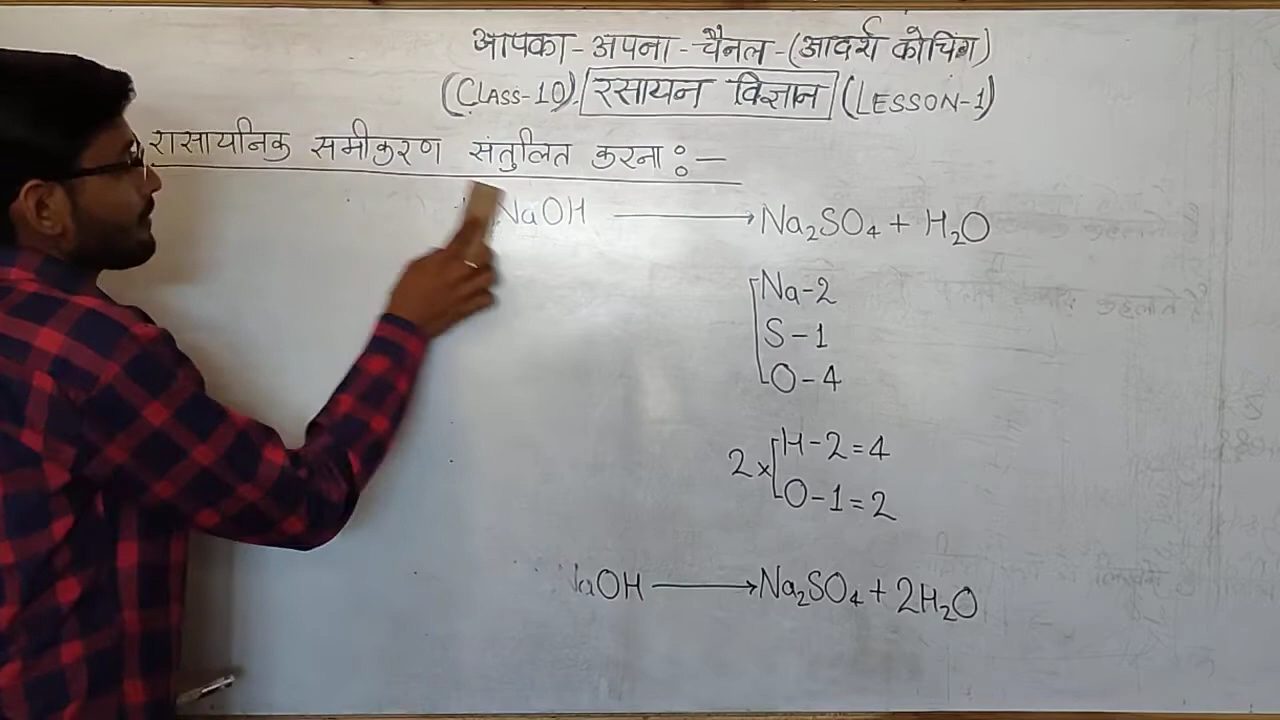 आपका-अपना-चैनल-(आदर्श कोचिंग)
(CLASS-10) रसायन विज्ञान (LESSON-1)
रासायनिक समीकरण संतुलित करना :-
NaOH ⟶ Na₂SO₄ + H₂O
Na-2
S-1
O-4
2× H-2=4
O-1=2
NaOH ⟶ Na₂SO₄ + 2H₂O